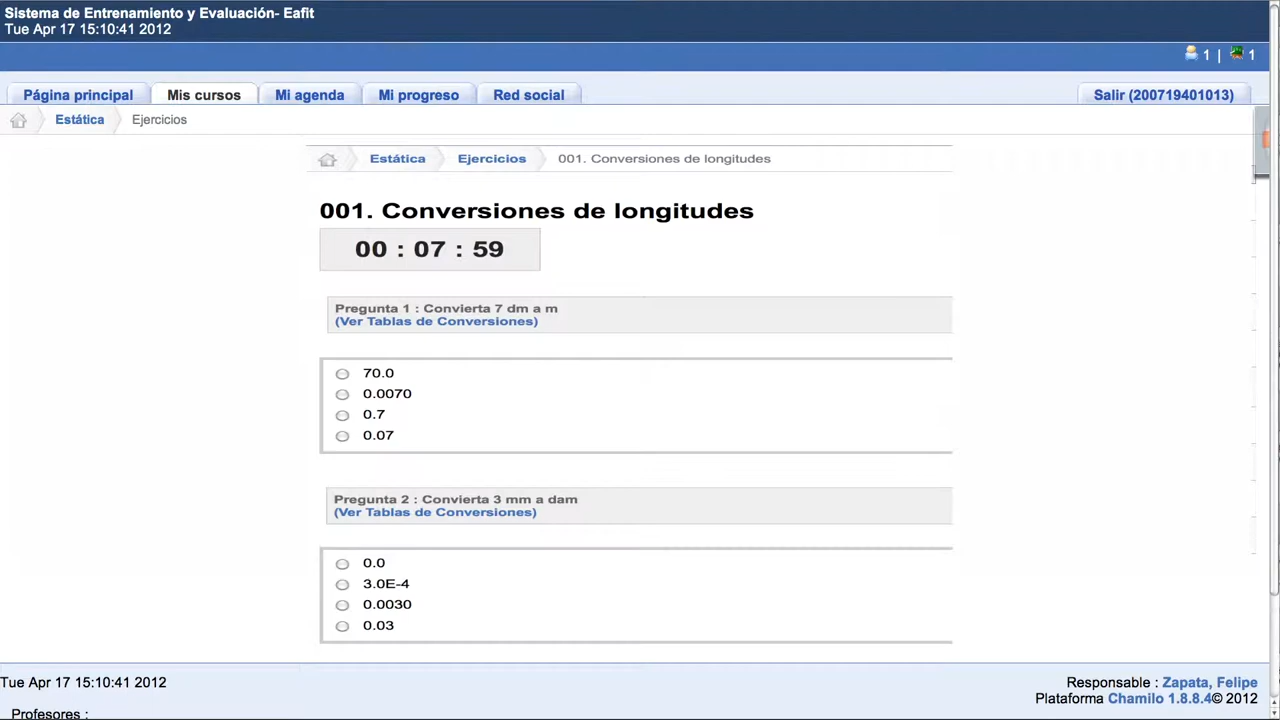 Sistema de Entrenamiento y Evaluación- Eafit
Tue Apr 17 15:10:41 2012
1 | 1
Página principal Mis cursos Mi agenda Mi progreso Red social Salir (200719401013)
Estática Ejercicios
Estática Ejercicios 001. Conversiones de longitudes
001. Conversiones de longitudes
00 : 07 : 59
Pregunta 1 : Convierta 7 dm a m
(Ver Tablas de Conversiones)
70.0
0.0070
0.7
0.07
Pregunta 2 : Convierta 3 mm a dam
(Ver Tablas de Conversiones)
0.0
3.0E-4
0.0030
0.03
Tue Apr 17 15:10:41 2012
Responsable : Zapata, Felipe
Plataforma Chamilo 1.8.8.4© 2012
Profesores :